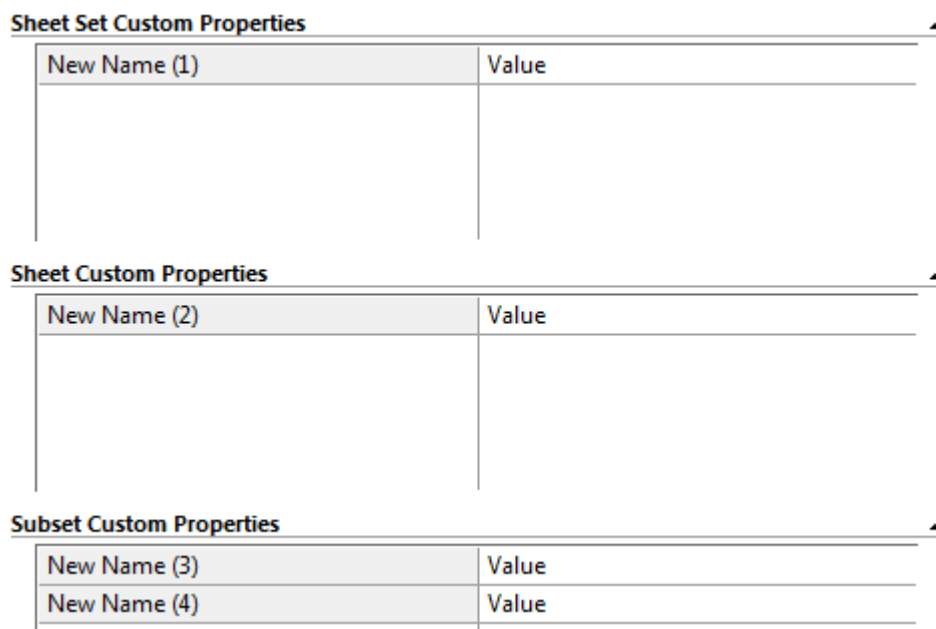 Sheet Set Custom Properties
New Name (1) Value
Sheet Custom Properties
New Name (2) Value
Subset Custom Properties
New Name (3) Value
New Name (4) Value